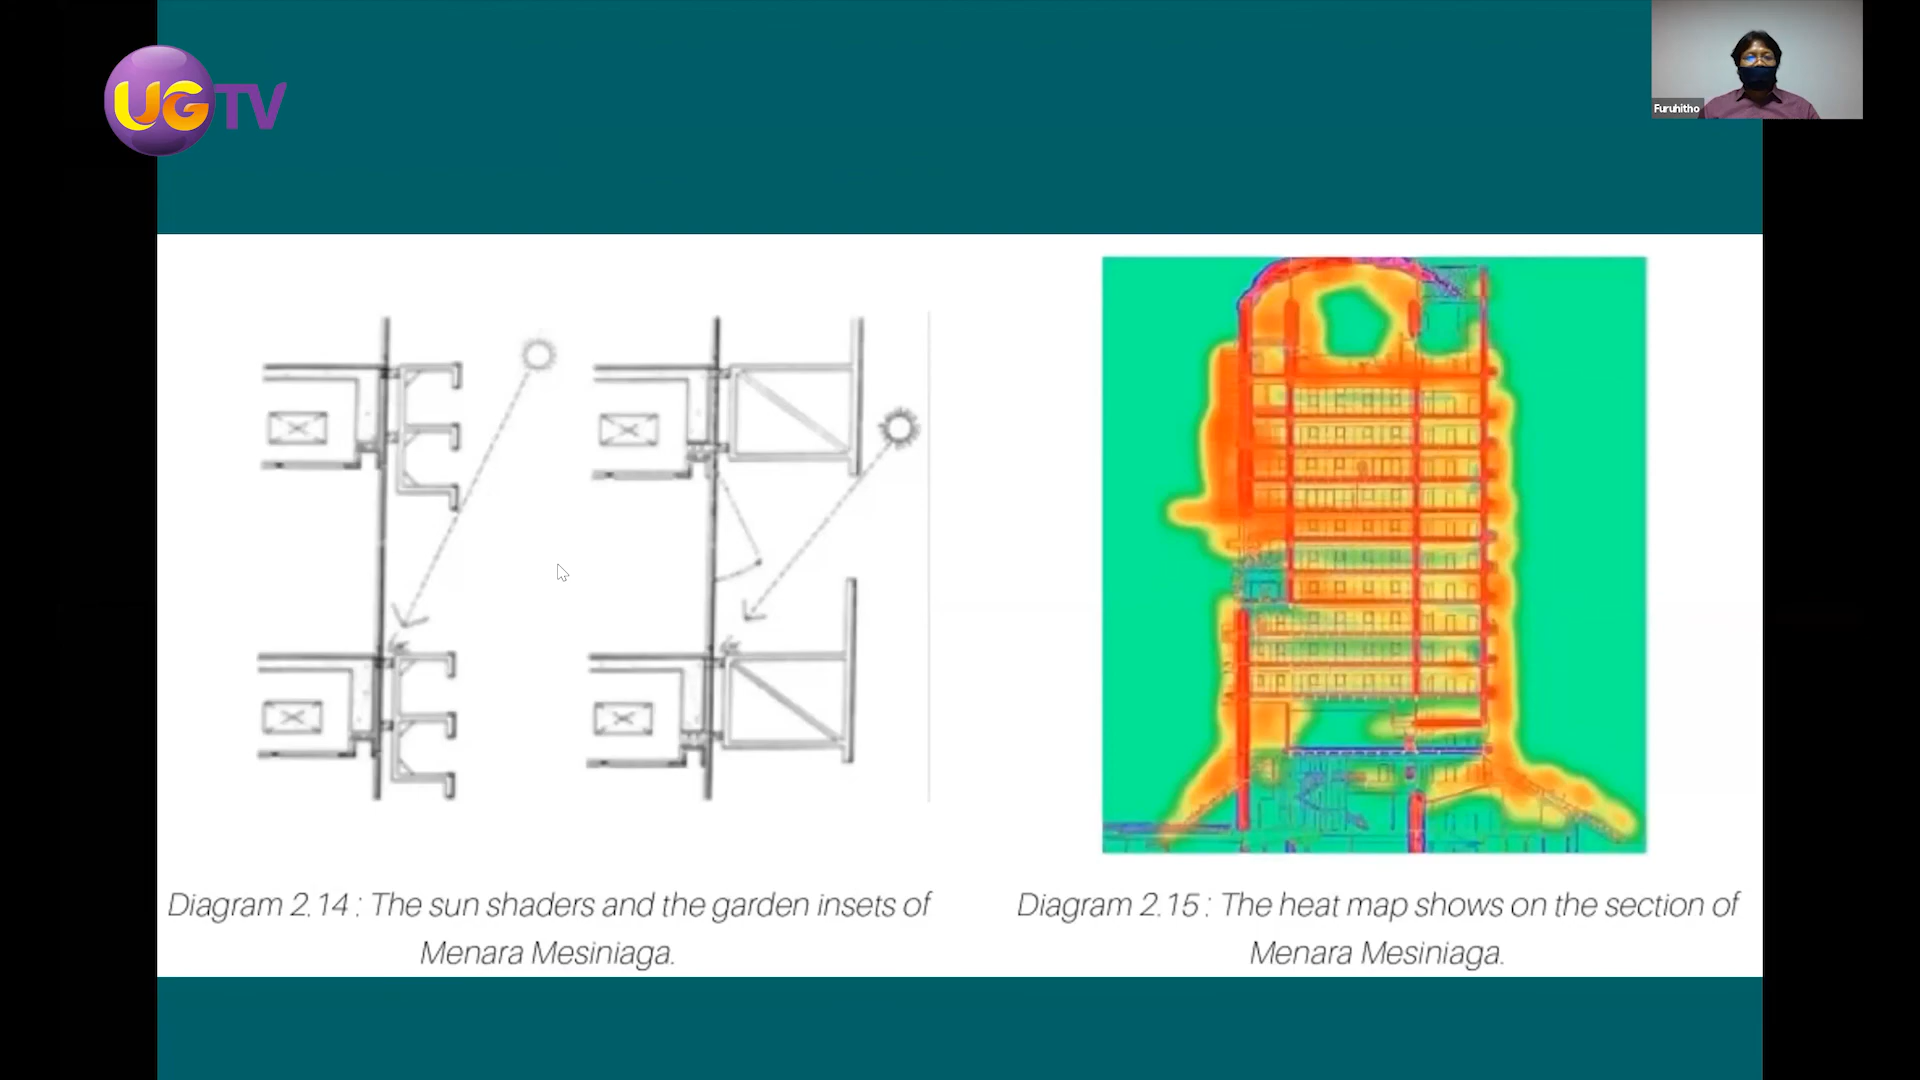 UGTV
Furuhitho
Diagram 2.14 : The sun shaders and the garden insets of
Menara Mesiniaga.
Diagram 2.15 : The heat map shows on the section of
Menara Mesiniaga.